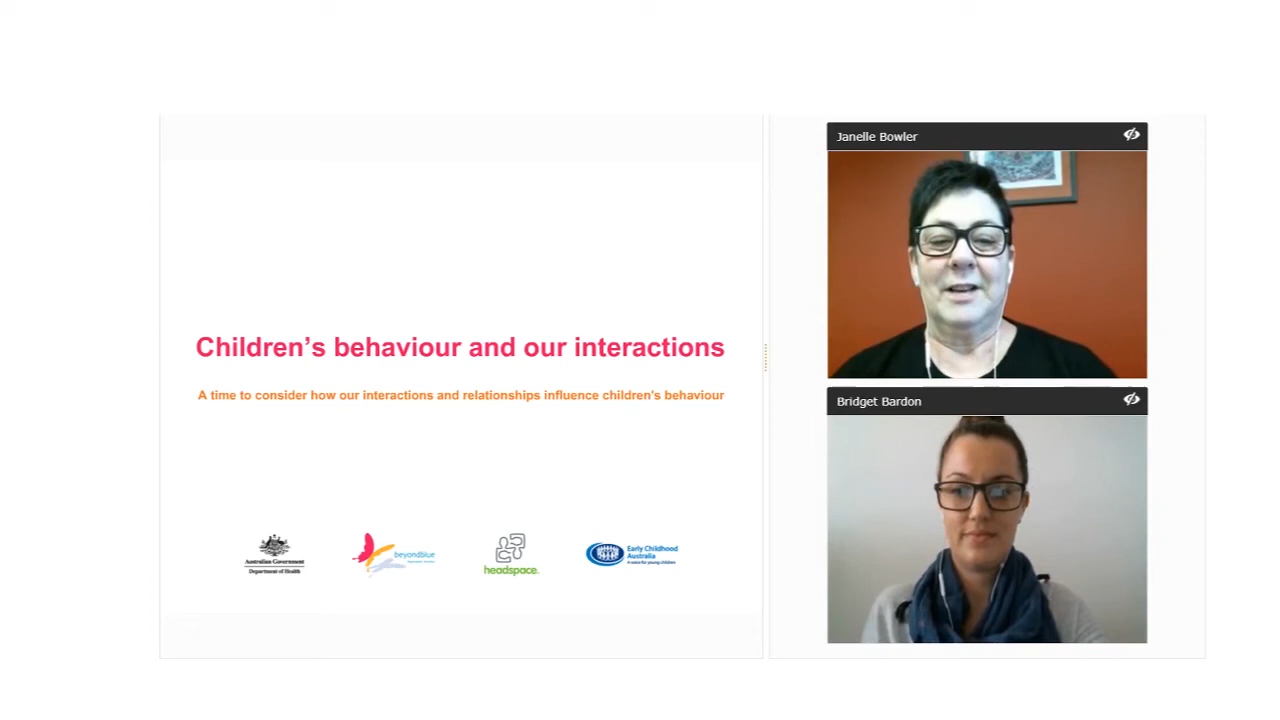 Janelle Bowler
Children's behaviour and our interactions
A time to consider how our interactions and relationships influence children's behaviour
Bridget Bardon
Australian Government
Department of Health
beyondblue
headspace
Early Childhood
Australia
A voice for young children